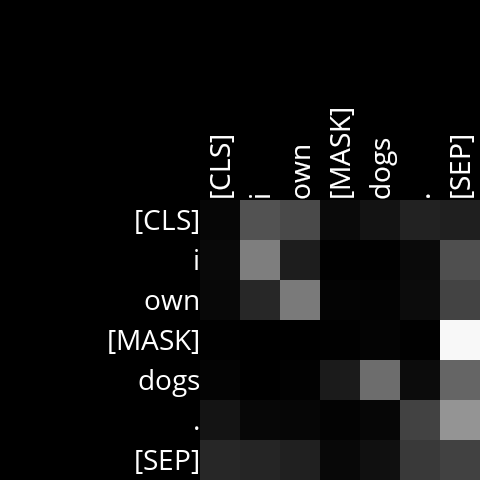 [CLS] i own [MASK] dogs . [SEP]
[CLS]
i
own
[MASK]
dogs
.
[SEP]